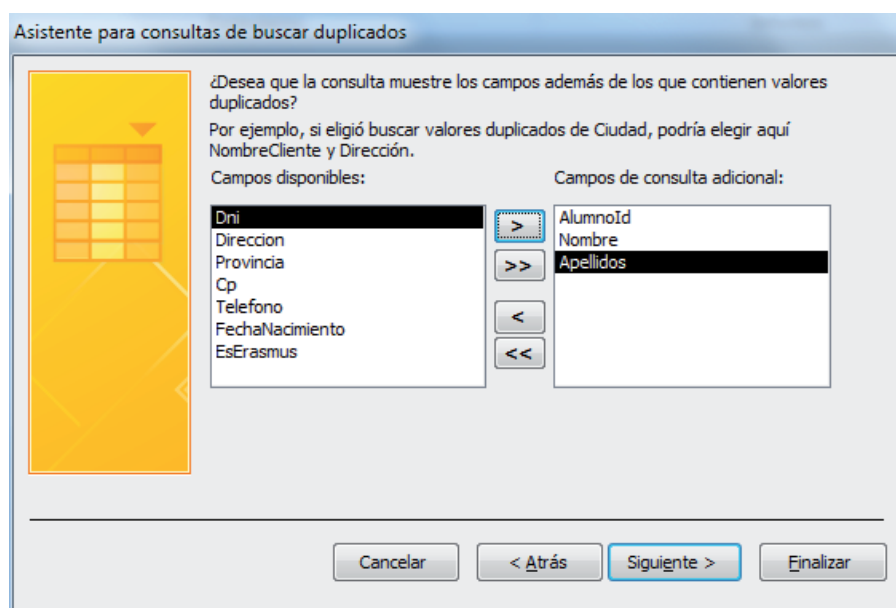 Asistente para consultas de buscar duplicados
¿Desea que la consulta muestre los campos además de los que contienen valores
duplicados?
Por ejemplo, si eligió buscar valores duplicados de Ciudad, podría elegir aquí
NombreCliente y Dirección.
Campos disponibles:
Dni
Direccion
Provincia
Cp
Telefono
FechaNacimiento
EsErasmus
>
>>
<
<<
Campos de consulta adicional:
AlumnoId
Nombre
Apellidos
Cancelar
< Atrás
Siguiente >
Finalizar